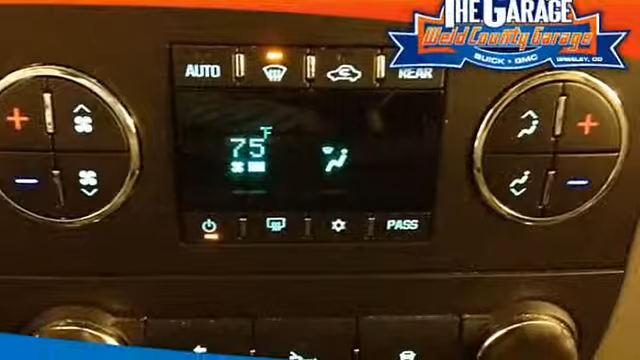 THE GARAGE
Weld County Garage
BUICK • GMC
GREELEY, CO
AUTO
REAR
75 °F
PASS